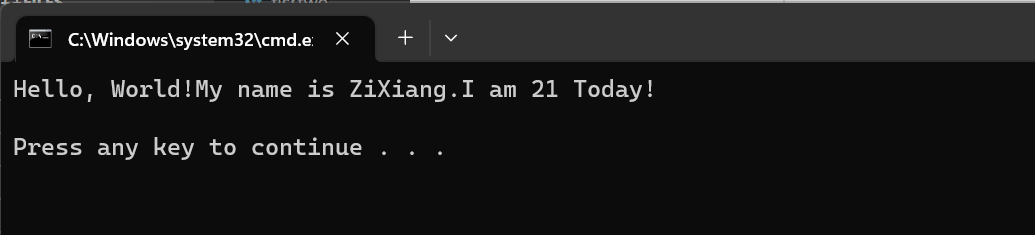 C:\Windows\system32\cmd.e
Hello, World!My name is ZiXiang.I am 21 Today!
Press any key to continue . . .